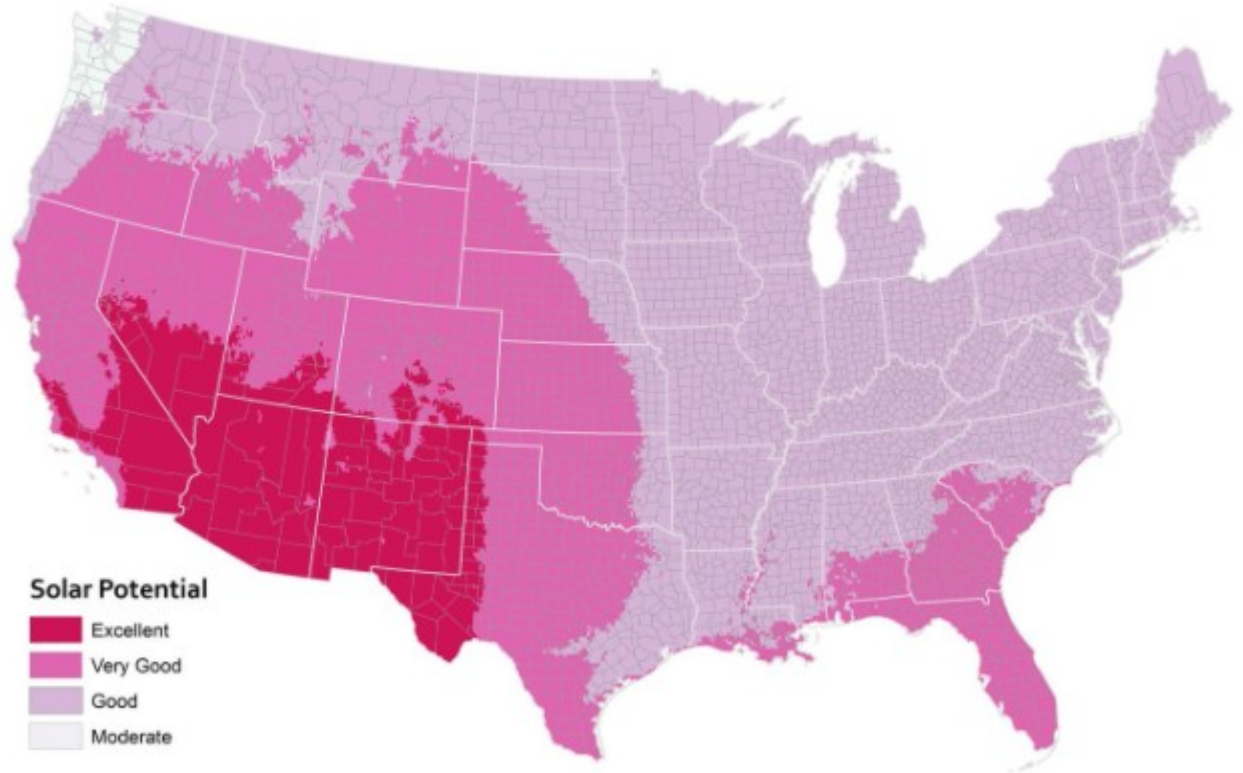 Solar Potential
Excellent
Very Good
Good
Moderate